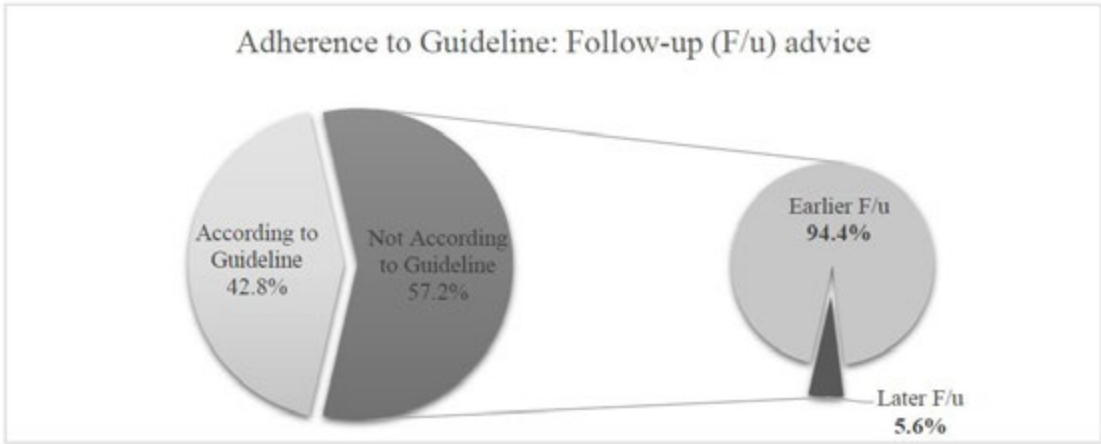 Adherence to Guideline: Follow-up (F/u) advice
According to
Guideline
42.8%
Not According
to Guideline
57.2%
Earlier F/u
94.4%
Later F/u
5.6%